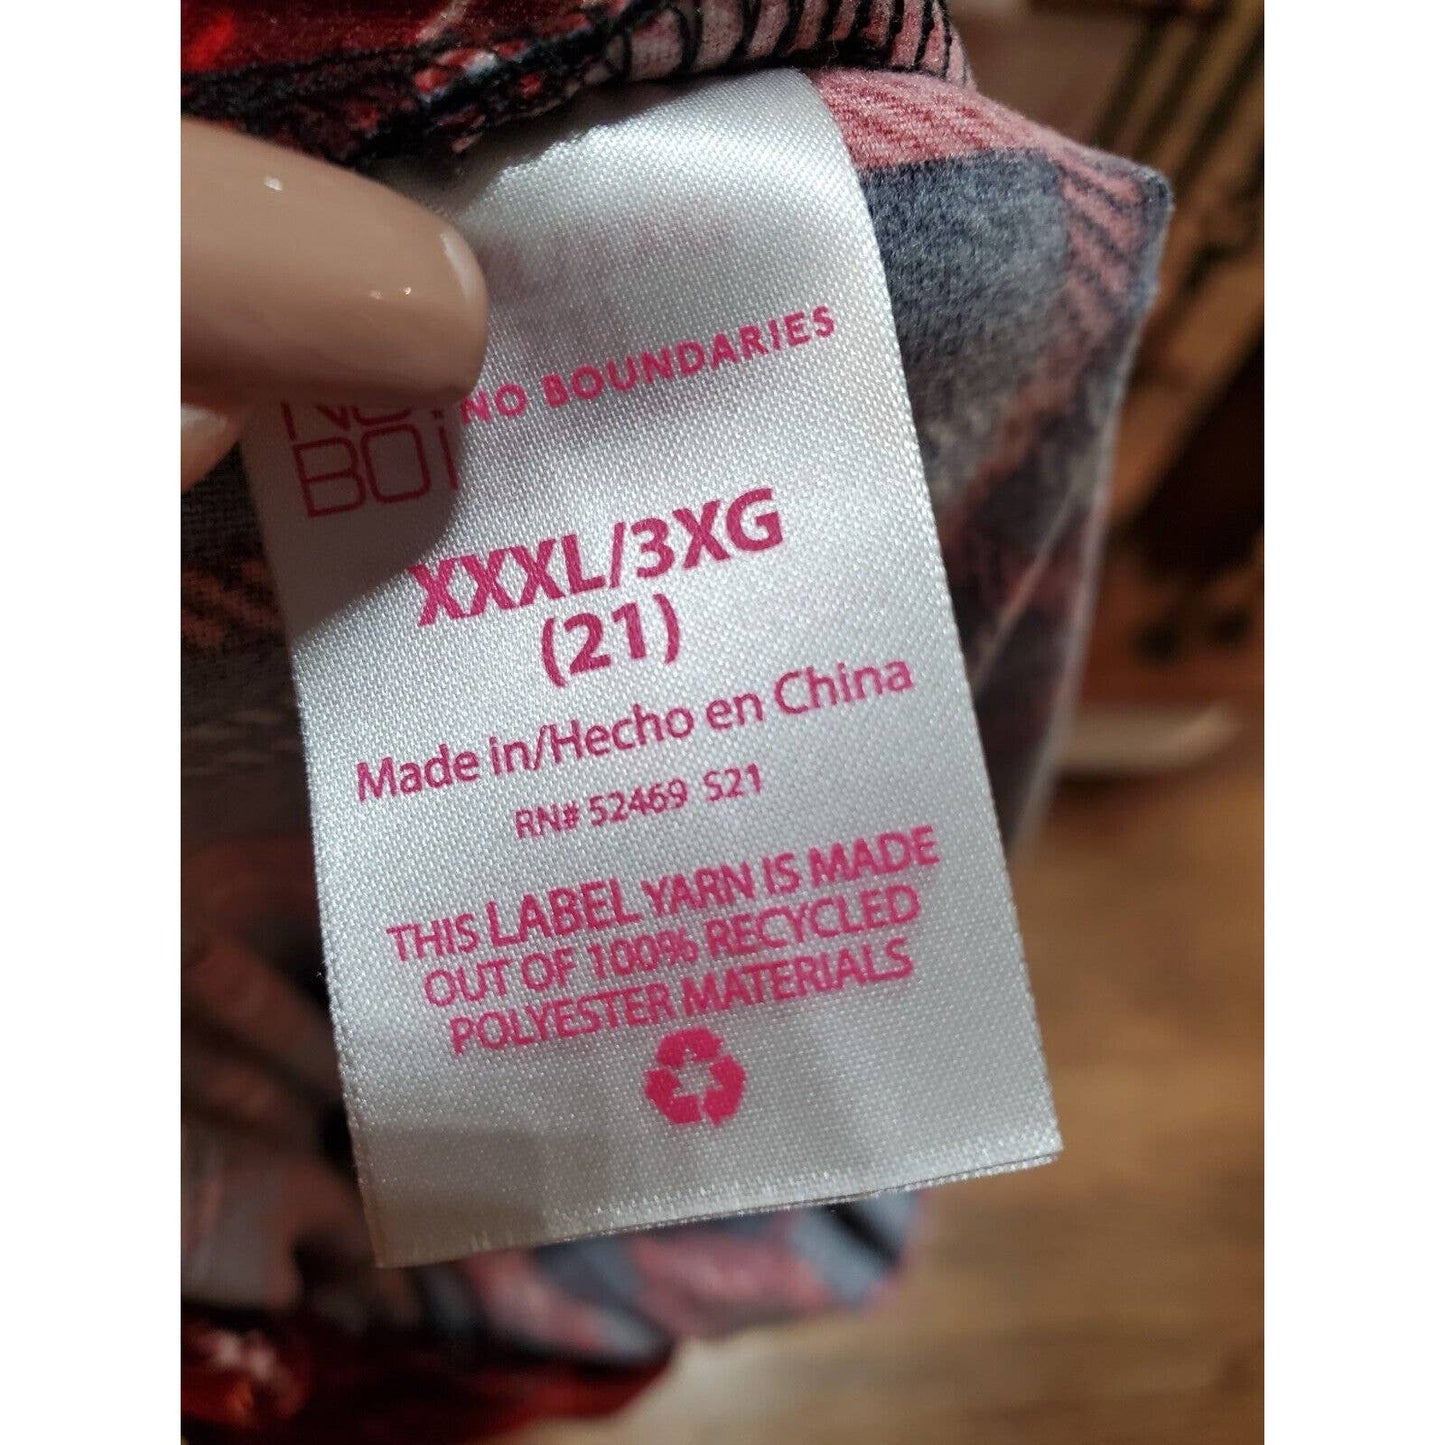 NO BOUNDARIES
BO
XXXL/3XG
(21)
Made in/Hecho en China
RN# 52469 S21
THIS LABEL YARN IS MADE
OUT OF 100% RECYCLED
POLYESTER MATERIALS